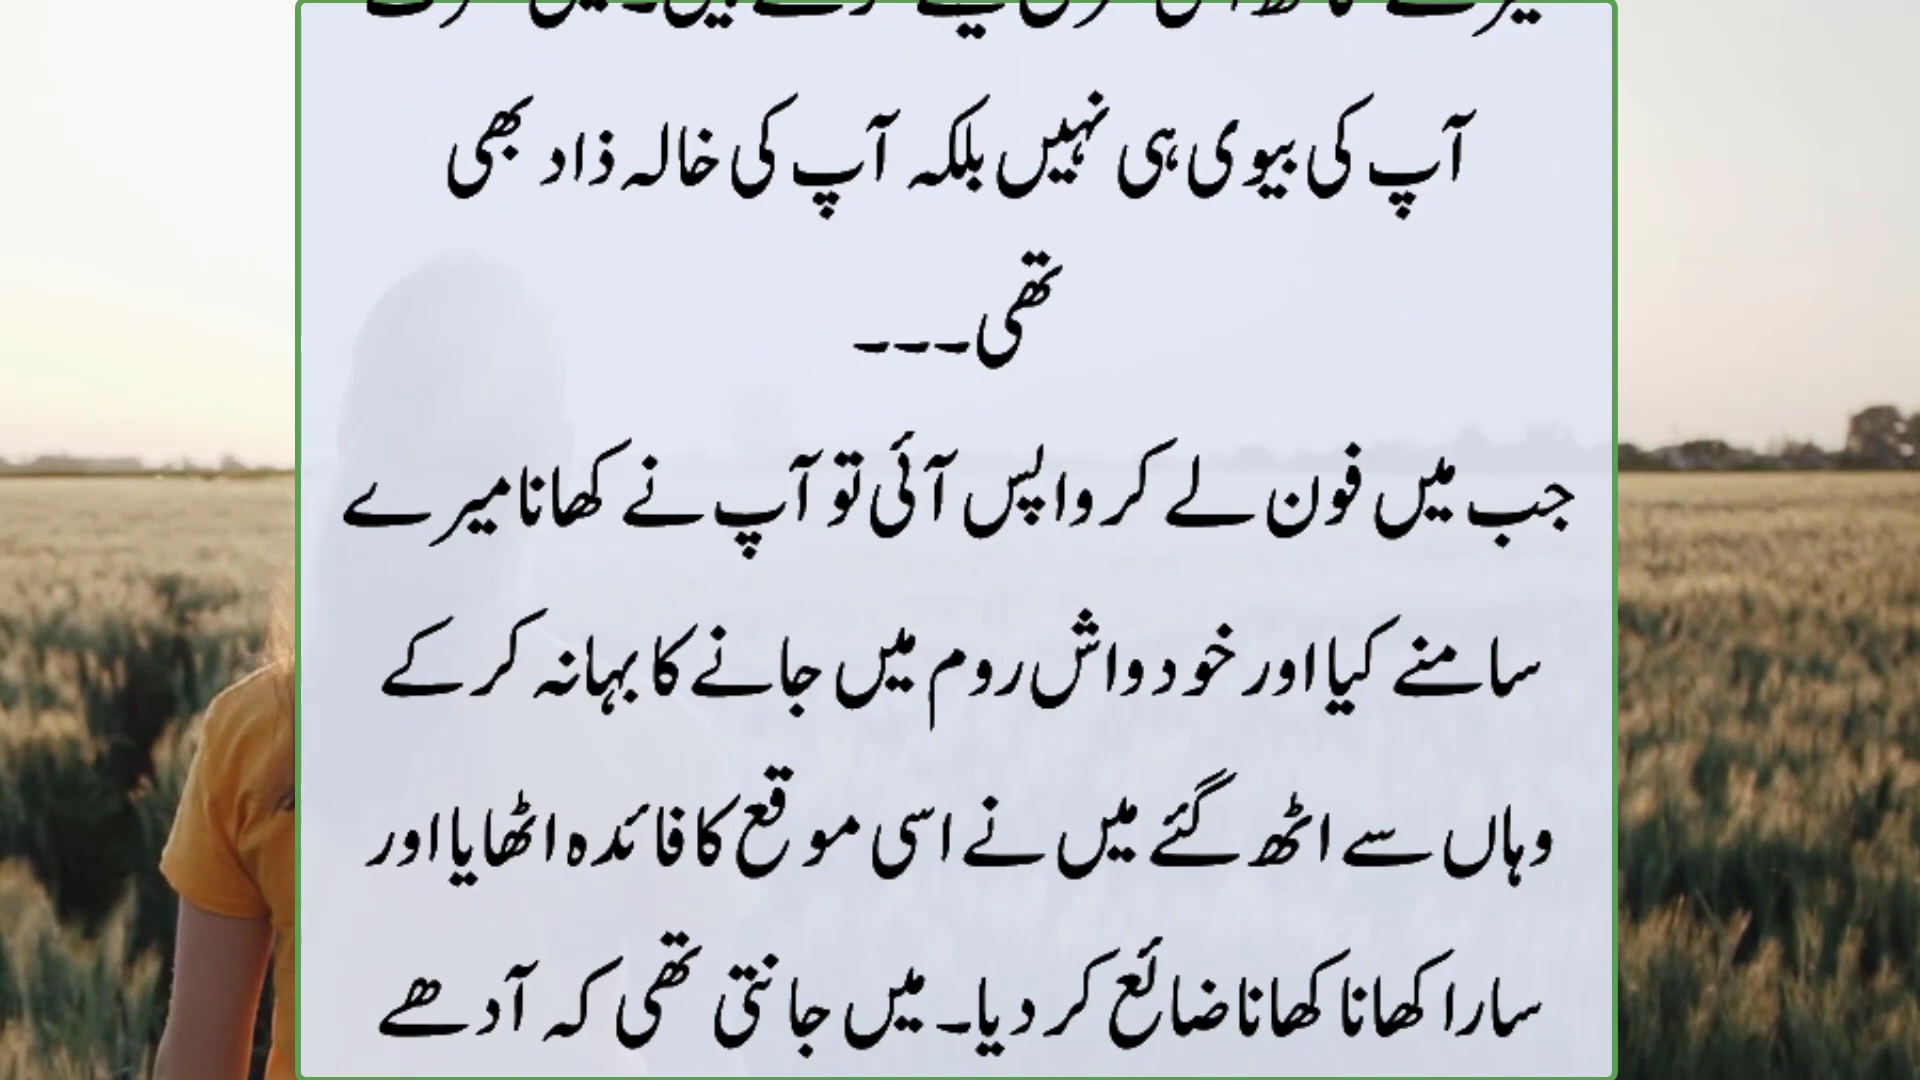 آپ کی بیوی ہی نہیں بلکہ آپ کی خالہ ذاد بھی
تھی۔۔۔
جب میں فون لے کر واپس آئی تو آپ نے کھانا میرے
سامنے کیا اور خود واش روم میں جانے کا بہانہ کر کے
وہاں سے اٹھ گئے میں نے اسی موقع کا فائدہ اٹھایا اور
سارا کھانا کھانا ضائع کر دیا۔ میں جانتی تھی کہ آدھے